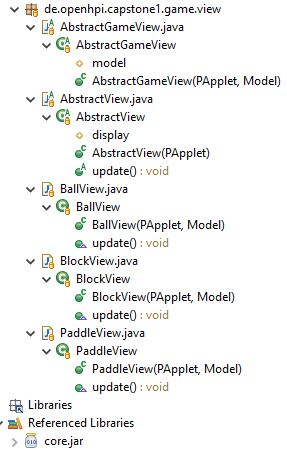 de.openhpi.capstone1.game.view
AbstractGameView.java
AbstractGameView
model
AbstractGameView(PApplet, Model)
AbstractView.java
AbstractView
display
AbstractView(PApplet)
update() : void
BallView.java
BallView
BallView(PApplet, Model)
update() : void
BlockView.java
BlockView
BlockView(PApplet, Model)
update() : void
PaddleView.java
PaddleView
PaddleView(PApplet, Model)
update() : void
Libraries
Referenced Libraries
core.jar